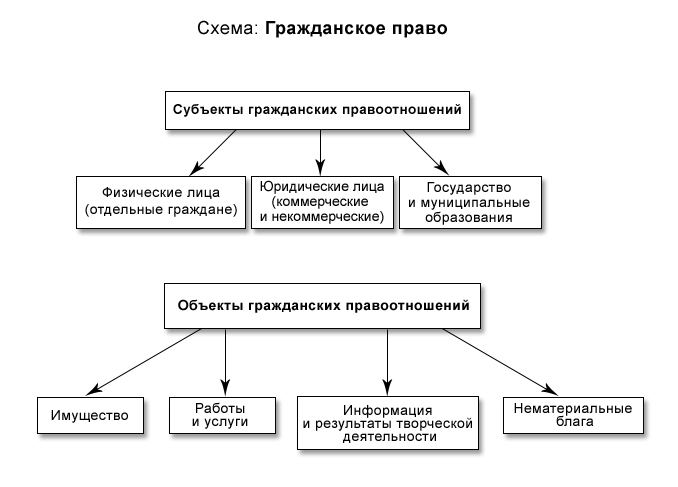 Схема: Гражданское право
Субъекты гражданских правоотношений
Физические лица
(отдельные граждане)
Юридические лица
(коммерческие
и некоммерческие)
Государство
и муниципальные
образования
Объекты гражданских правоотношений
Имущество
Работы
и услуги
Информация
и результаты творческой
деятельности
Нематериальные
блага